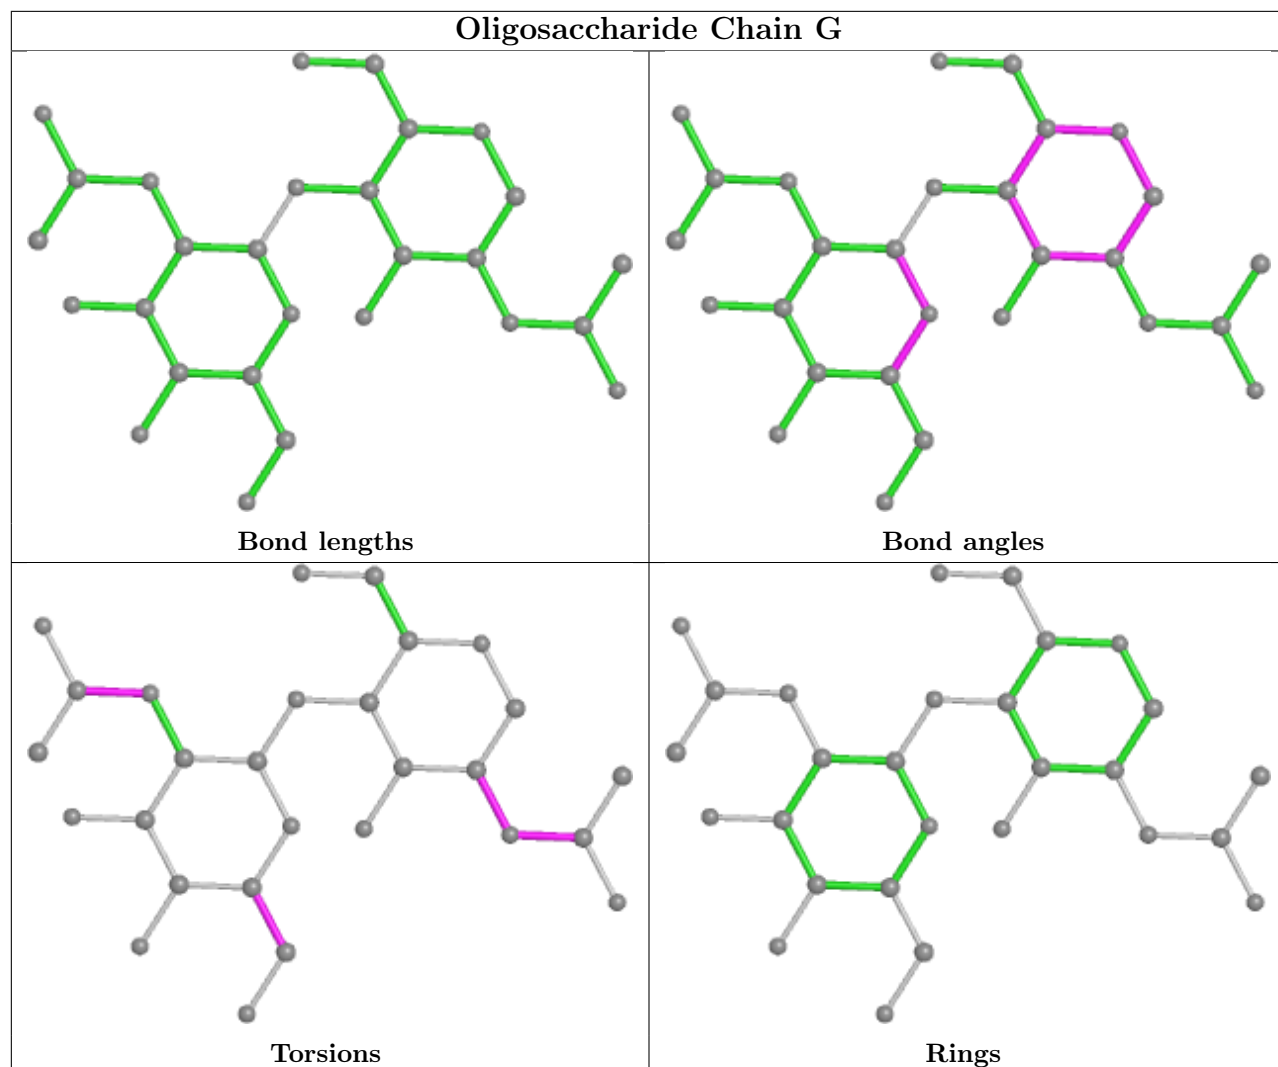 Oligosaccharide Chain G
Bond lengths
Bond angles
Torsions
Rings